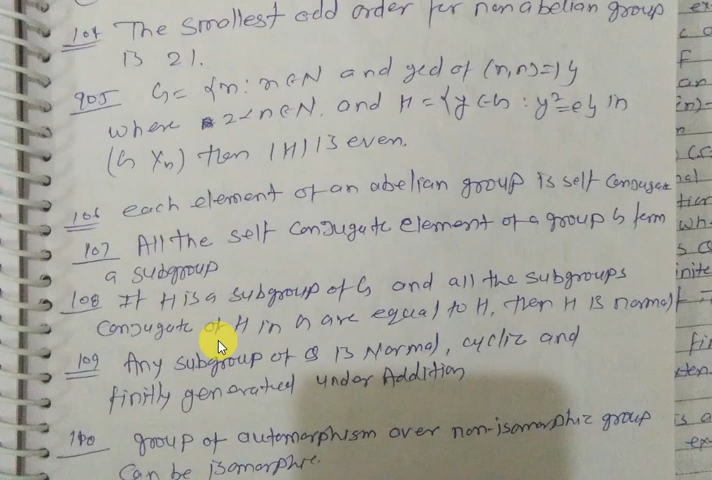 104 The smallest odd order for non abelian group
is 21.
105 G = {m : m ∈ N and gcd of (m,n)=1}
where 2<n∈N. and H = {y ∈ G : y²=e} in
(G Xn) then |H| is even.
106 each element of an abelian group is self conjugate
107 All the self conjugate element of a group G form
a subgroup
108 If H is a subgroup of G and all the subgroups
conjugate of H in G are equal to H, then H is normal
109 Any subgroup of Q is Normal, cyclic and
finitly generated under Addition
110 group of automorphism over non-isomorphic group
can be isomorphic.